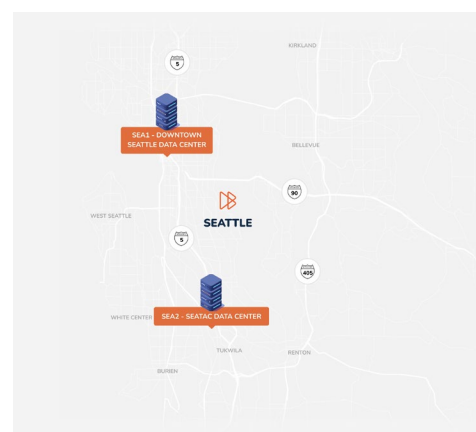 KIRKLAND
5
SEA1 - DOWNTOWN
SEATTLE DATA CENTER
BELLEVUE
90
SEATTLE
WEST SEATTLE
5
405
WHITE CENTER
SEA2 - SEATAC DATA CENTER
TUKWILA
RENTON
BURIEN